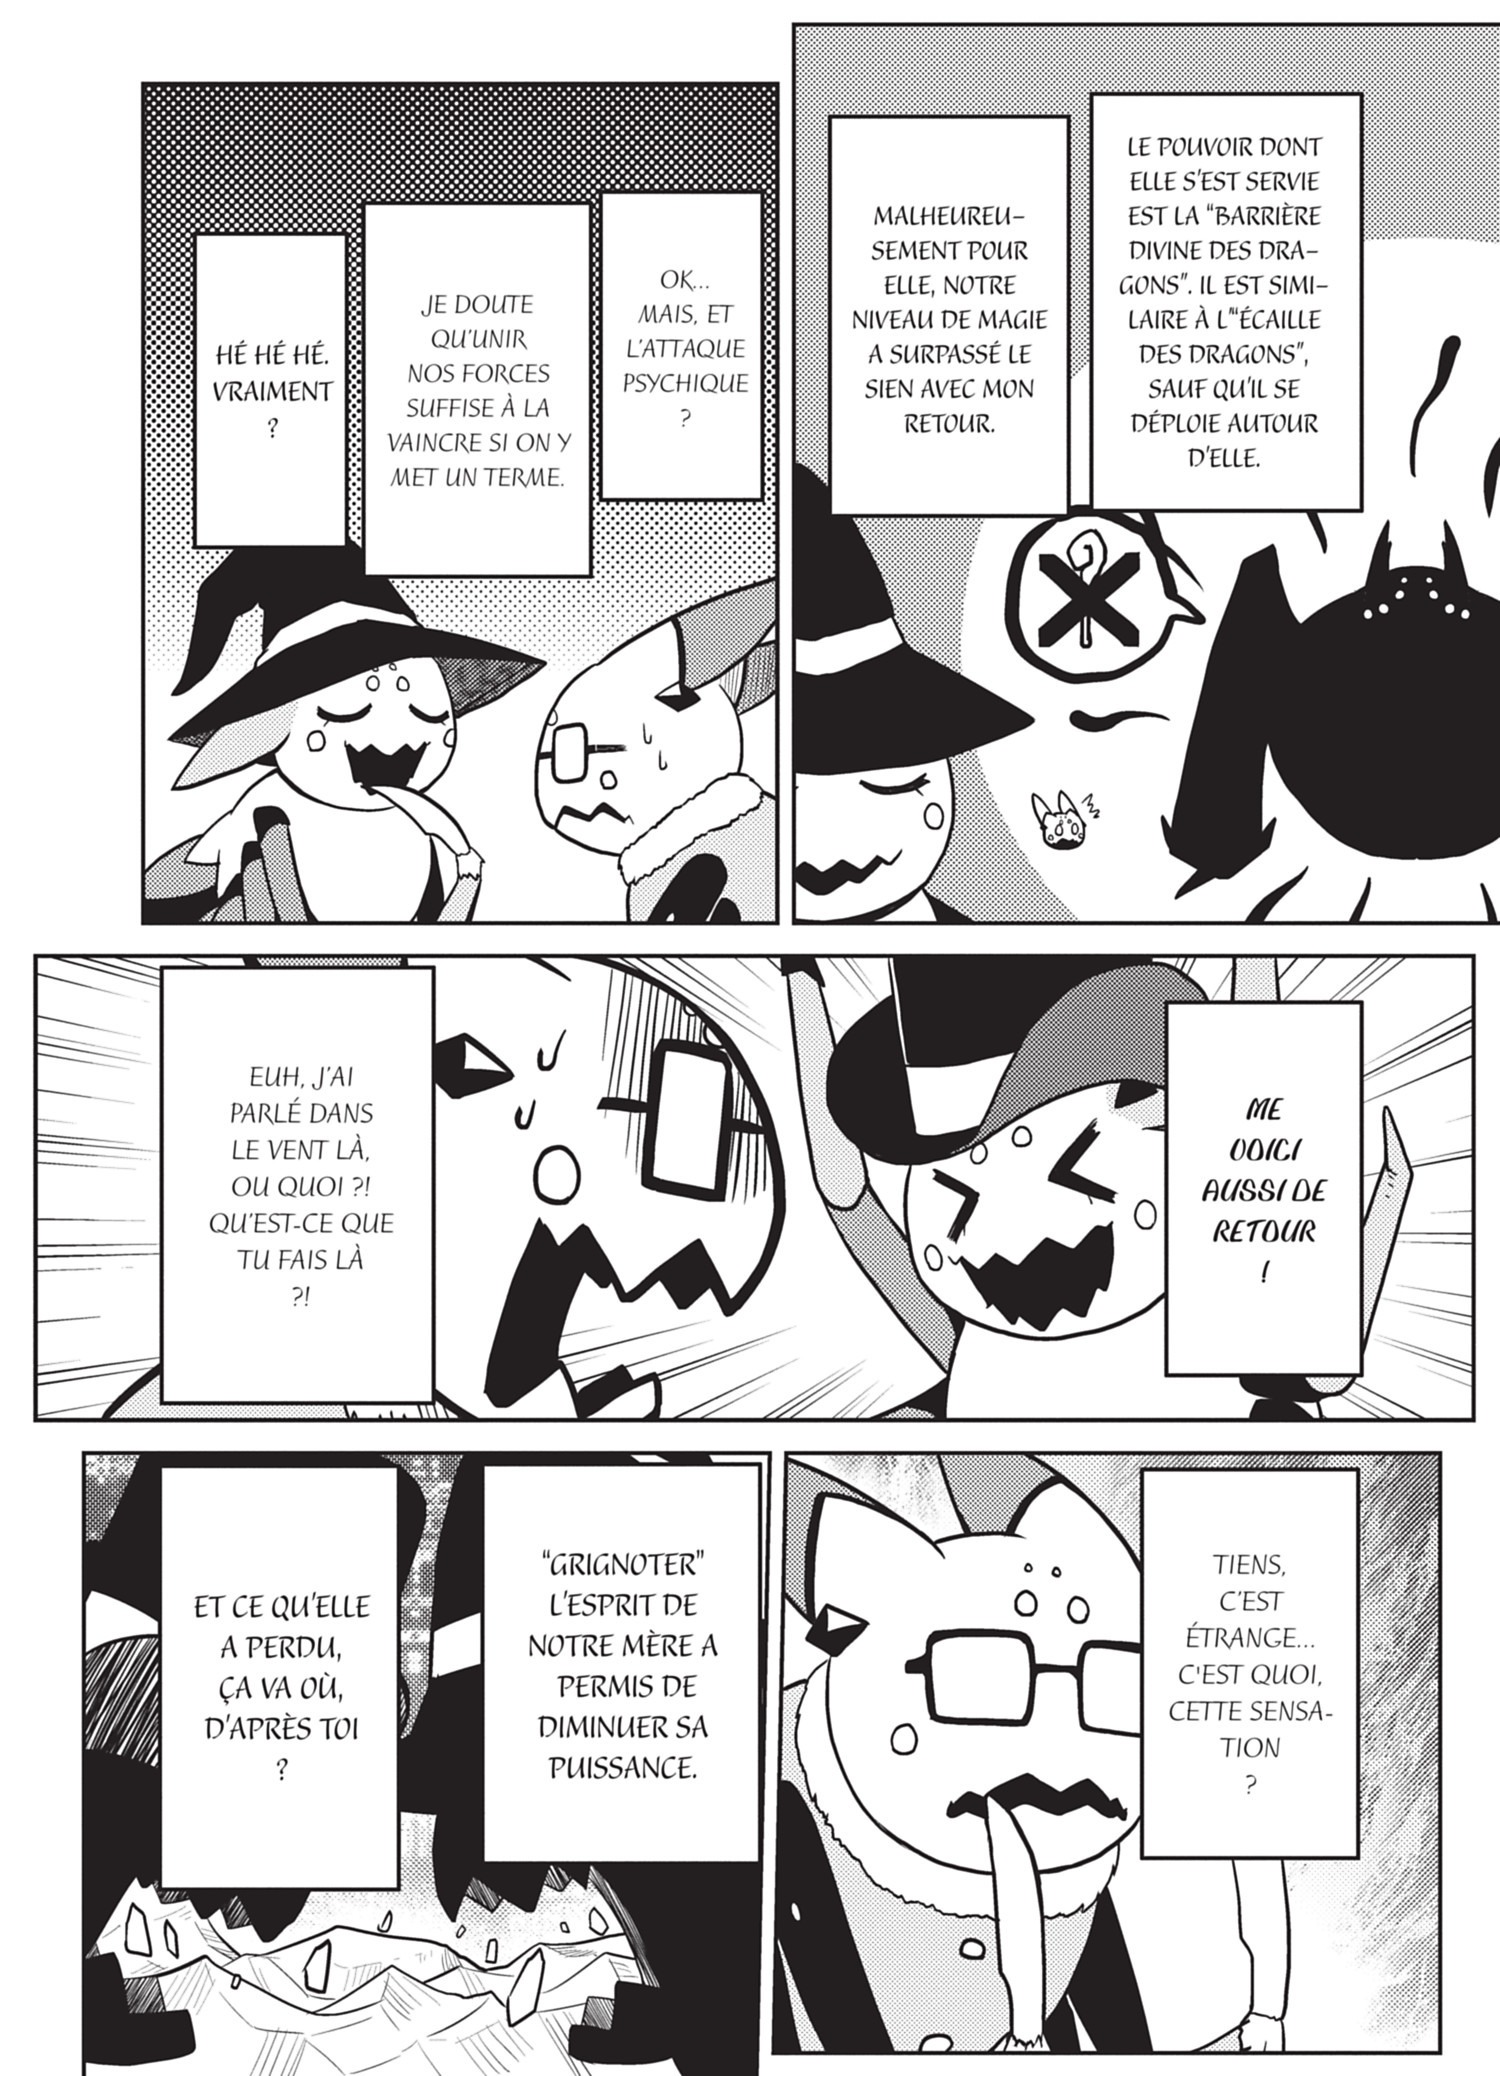 LE POUVOIR DONT
ELLE S'EST SERVIE
EST LA "BARRIÈRE
DIVINE DES DRA-
GONS". IL EST SIMI-
LAIRE À L'"ÉCAILLE
DES DRAGONS",
SAUF QU'IL SE
DÉPLOIE AUTOUR
D'ELLE.
MALHEUREU-
SEMENT POUR
ELLE, NOTRE
NIVEAU DE MAGIE
A SURPASSÉ LE
SIEN AVEC MON
RETOUR.
OK...
MAIS, ET
L'ATTAQUE
PSYCHIQUE
?
JE DOUTE
QU'UNIR
NOS FORCES
SUFFISE À LA
VAINCRE SI ON Y
MET UN TERME.
HÉ HÉ HÉ.
VRAIMENT
?
ME
VOICI
AUSSI DE
RETOUR
!
EUH, J'AI
PARLÉ DANS
LE VENT LÀ,
OU QUOI ?!
QU'EST-CE QUE
TU FAIS LÀ
?!
TIENS,
C'EST
ÉTRANGE...
C'EST QUOI,
CETTE SENSA-
TION
?
"GRIGNOTER"
L'ESPRIT DE
NOTRE MÈRE A
PERMIS DE
DIMINUER SA
PUISSANCE.
ET CE QU'ELLE
A PERDU,
ÇA VA OÙ,
D'APRÈS TOI
?